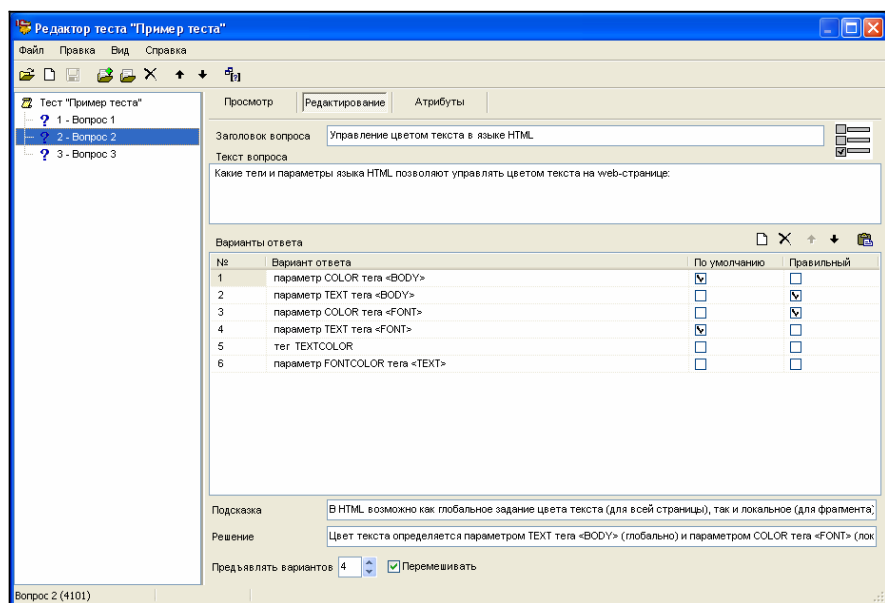 Редактор теста "Пример теста"
Файл Правка Вид Справка
Тест "Пример теста"
1 - Вопрос 1
2 - Вопрос 2
3 - Вопрос 3
Просмотр Редактирование Атрибуты
Заголовок вопроса Управление цветом текста в языке HTML
Текст вопроса
Какие теги и параметры языка HTML позволяют управлять цветом текста на web-странице:
Варианты ответа
№ Вариант ответа По умолчанию Правильный
1 параметр COLOR тега <BODY>
2 параметр TEXT тега <BODY>
3 параметр COLOR тега <FONT>
4 параметр TEXT тега <FONT>
5 тег TEXTCOLOR
6 параметр FONTCOLOR тега <TEXT>
Подсказка В HTML возможно как глобальное задание цвета текста (для всей страницы), так и локальное (для фрагмента)
Решение Цвет текста определяется параметром TEXT тега <BODY> (глобально) и параметром COLOR тега <FONT> (лок
Предъявлять вариантов 4 Перемешивать
Вопрос 2 (4101)